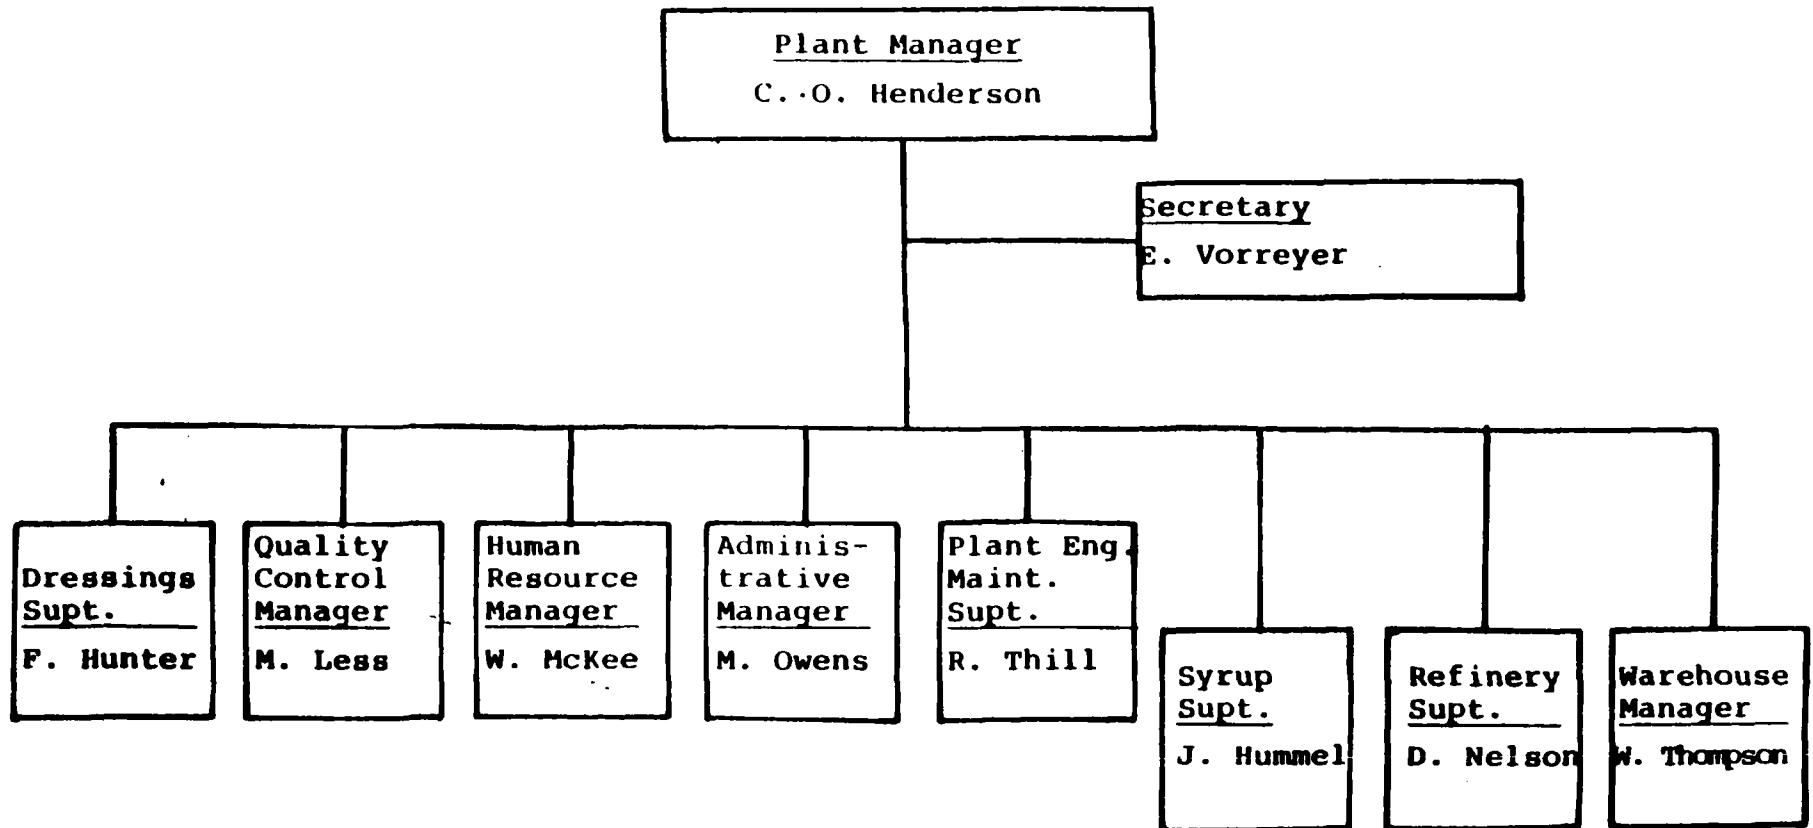 Plant Manager
C. O. Henderson
Secretary
E. Vorreyer
Dressings
Supt.
F. Hunter
Quality
Control
Manager
M. Less
Human
Resource
Manager
W. McKee
Adminis-
trative
Manager
M. Owens
Plant Eng.
Maint.
Supt.
R. Thill
Syrup
Supt.
J. Hummel
Refinery
Supt.
D. Nelson
Warehouse
Manager
W. Thompson